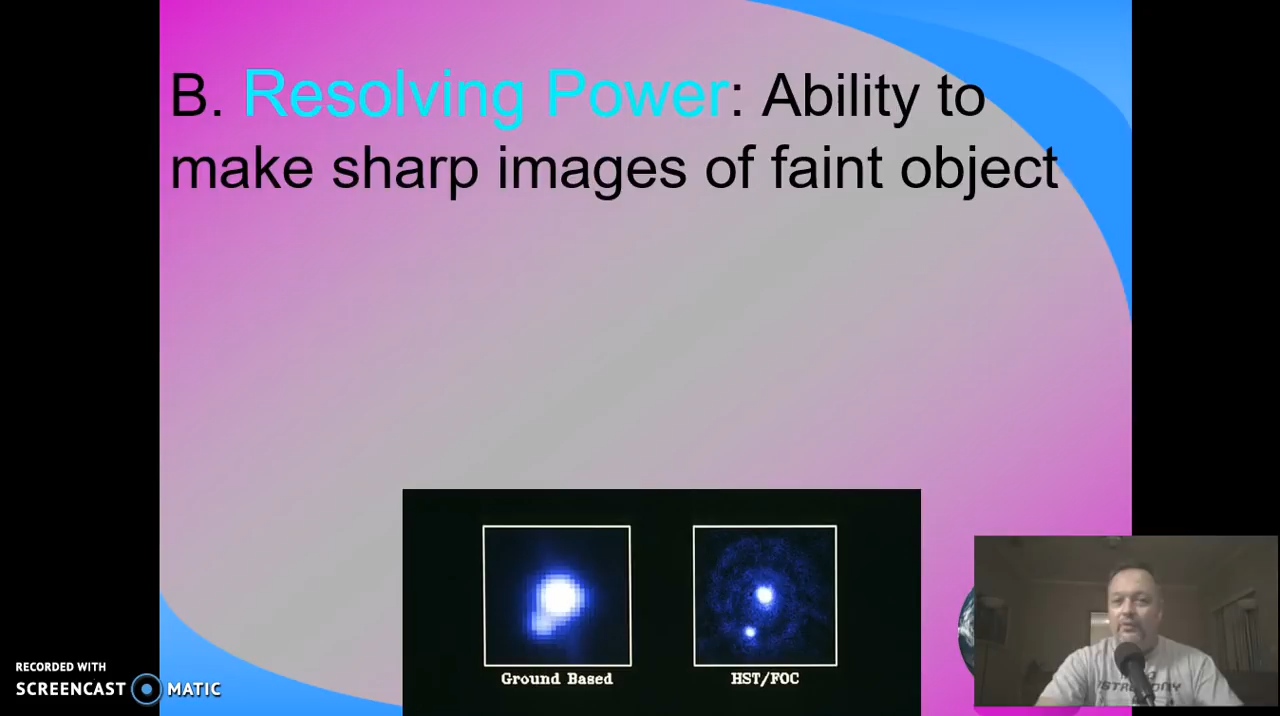 B. Resolving Power: Ability to
make sharp images of faint object
Ground Based
HST/FOC
RECORDED WITH
SCREENCAST MATIC